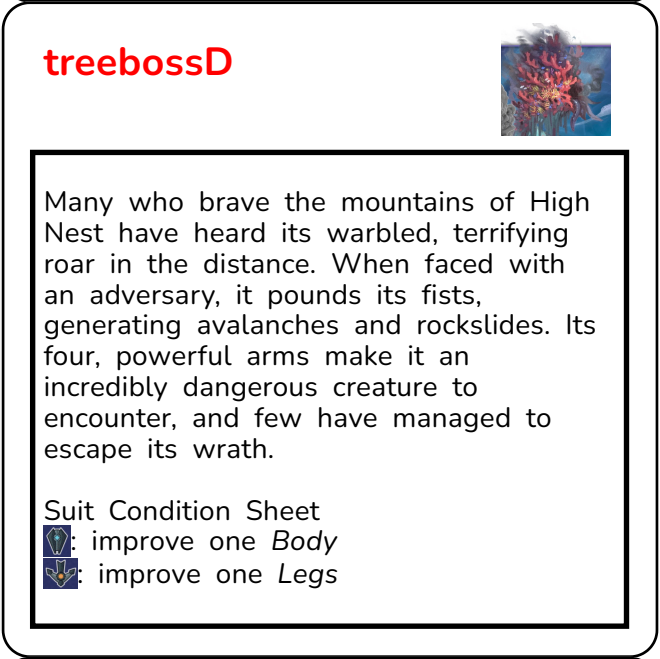 treebossD
Many who brave the mountains of High
Nest have heard its warbled, terrifying
roar in the distance. When faced with
an adversary, it pounds its fists,
generating avalanches and rockslides. Its
four, powerful arms make it an
incredibly dangerous creature to
encounter, and few have managed to
escape its wrath.
Suit Condition Sheet
: improve one Body
: improve one Legs